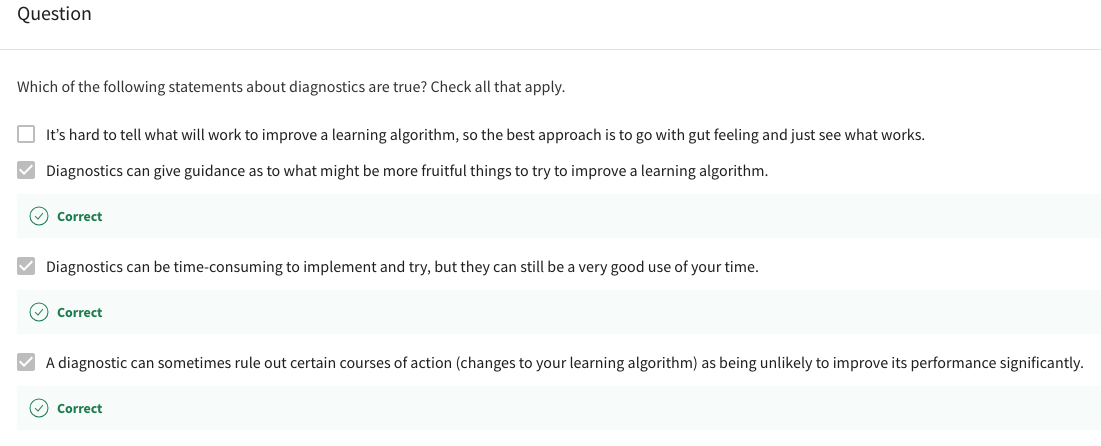 Question
Which of the following statements about diagnostics are true? Check all that apply.
It’s hard to tell what will work to improve a learning algorithm, so the best approach is to go with gut feeling and just see what works.
Diagnostics can give guidance as to what might be more fruitful things to try to improve a learning algorithm.
Correct
Diagnostics can be time-consuming to implement and try, but they can still be a very good use of your time.
Correct
A diagnostic can sometimes rule out certain courses of action (changes to your learning algorithm) as being unlikely to improve its performance significantly.
Correct